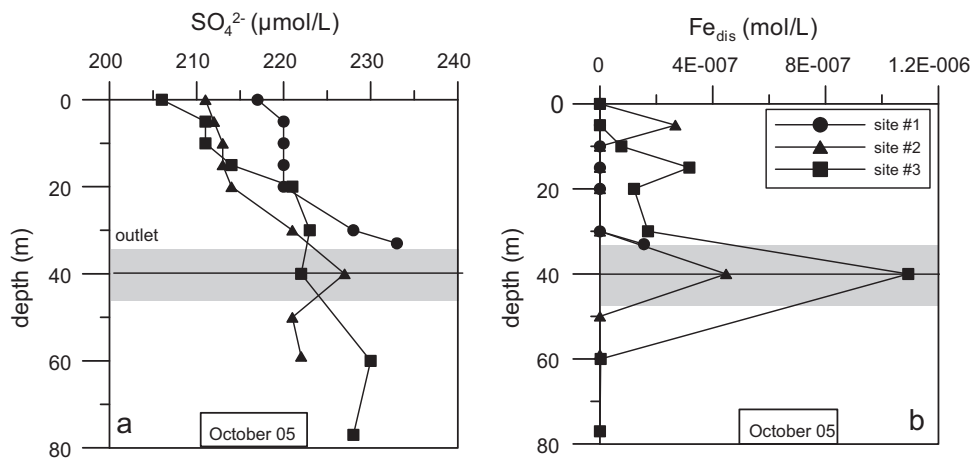 SO₄²⁻ (µmol/L)
200 210 220 230 240
0
20
40
60
80
depth (m)
outlet
a
October 05
Fe_dis (mol/L)
0 4E-007 8E-007 1.2E-006
0
20
40
60
80
depth (m)
site #1
site #2
site #3
October 05
b